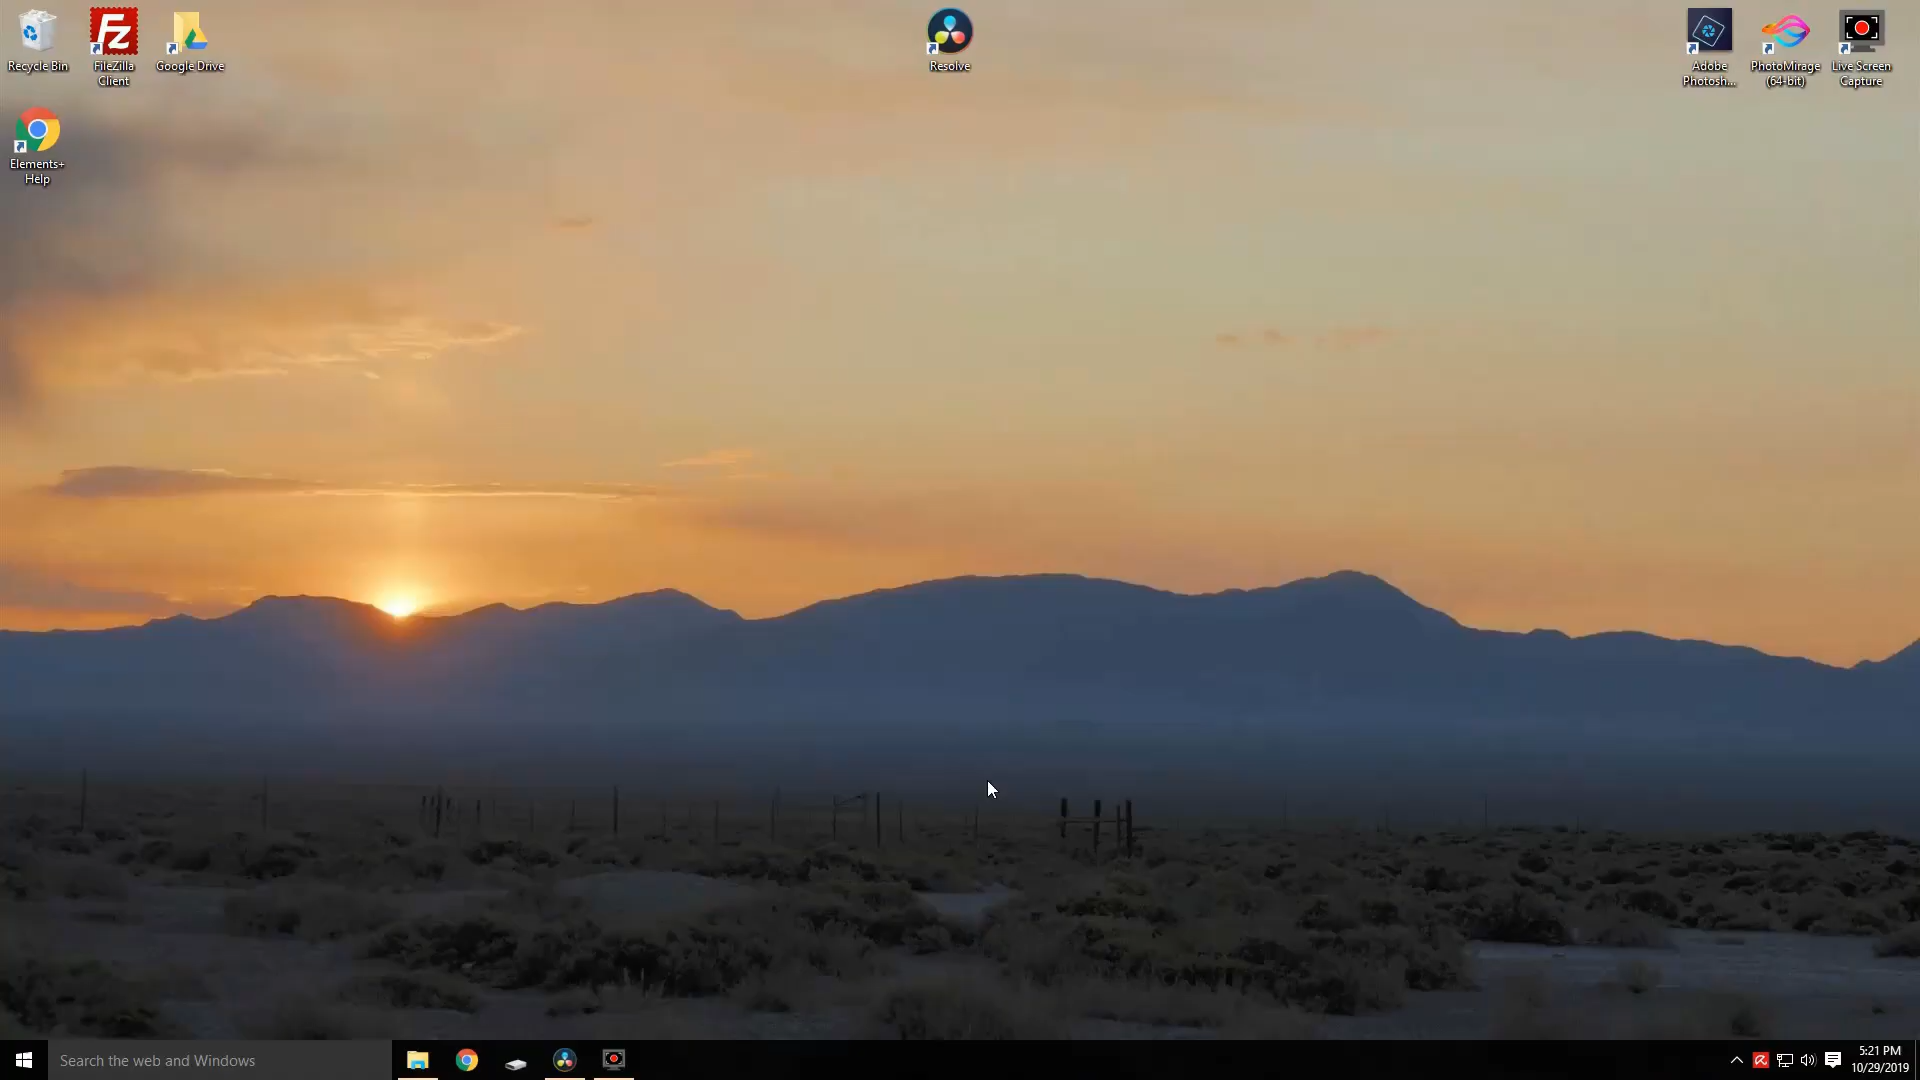 Recycle Bin
FileZilla
Client
Google Drive
Resolve
Adobe
Photosh...
PhotoMirage
(64-bit)
Live Screen
Capture
Elements+
Help
Search the web and Windows
5:21 PM
10/29/2019